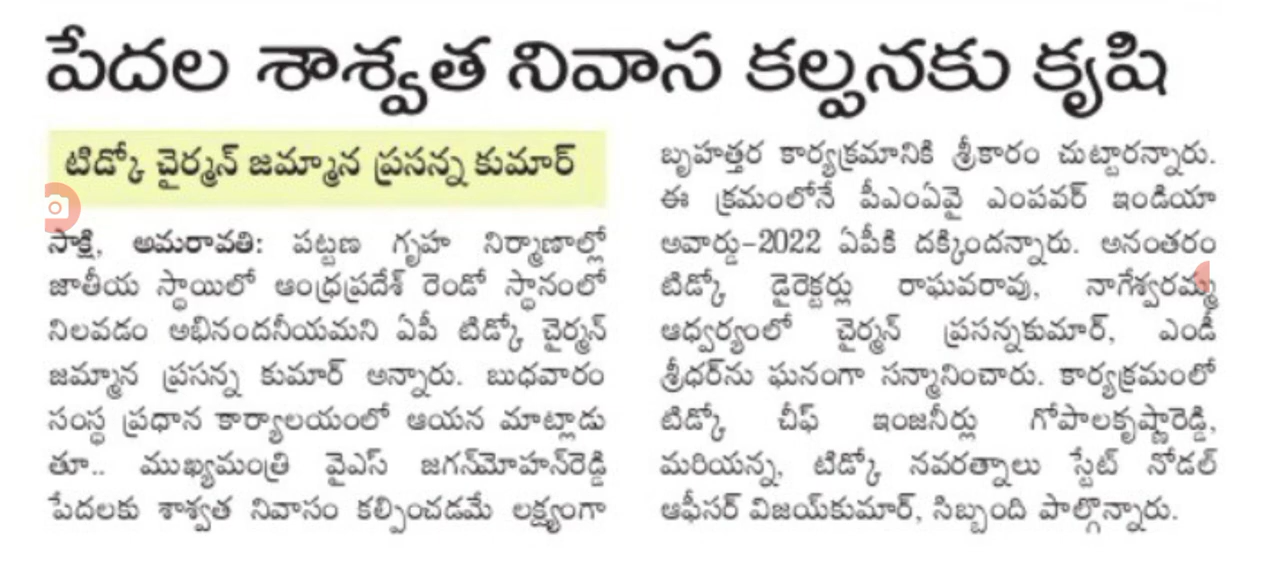 పేదల శాశ్వత నివాస కల్పనకు కృషి
టిడ్కో చైర్మన్ జమ్మాన ప్రసన్న కుమార్
సాక్షి, అమరావతి: పట్టణ గృహ నిర్మాణాల్లో
జాతీయ స్థాయిలో ఆంధ్రప్రదేశ్ రెండో స్థానంలో
నిలవడం అభినందనీయమని ఏపీ టిడ్కో చైర్మన్
జమ్మాన ప్రసన్న కుమార్ అన్నారు. బుధవారం
సంస్థ ప్రధాన కార్యాలయంలో ఆయన మాట్లాడు
తూ.. ముఖ్యమంత్రి వైఎస్ జగన్‌మోహన్‌రెడ్డి
పేదలకు శాశ్వత నివాసం కల్పించడమే లక్ష్యంగా
బృహత్తర కార్యక్రమానికి శ్రీకారం చుట్టారన్నారు.
ఈ క్రమంలోనే పీఎంఏవై ఎంపవర్ ఇండియా
అవార్డు-2022 ఏపీకి దక్కిందన్నారు. అనంతరం
టిడ్కో డైరెక్టర్లు రాఘవరావు, నాగేశ్వరమ్మ
ఆధ్వర్యంలో చైర్మన్ ప్రసన్నకుమార్, ఎండీ
శ్రీధర్‌ను ఘనంగా సన్మానించారు. కార్యక్రమంలో
టిడ్కో చీఫ్ ఇంజనీర్లు గోపాలకృష్ణారెడ్డి,
మరియన్న, టిడ్కో నవరత్నాలు స్టేట్ నోడల్
ఆఫీసర్ విజయ్‌కుమార్, సిబ్బంది పాల్గొన్నారు.